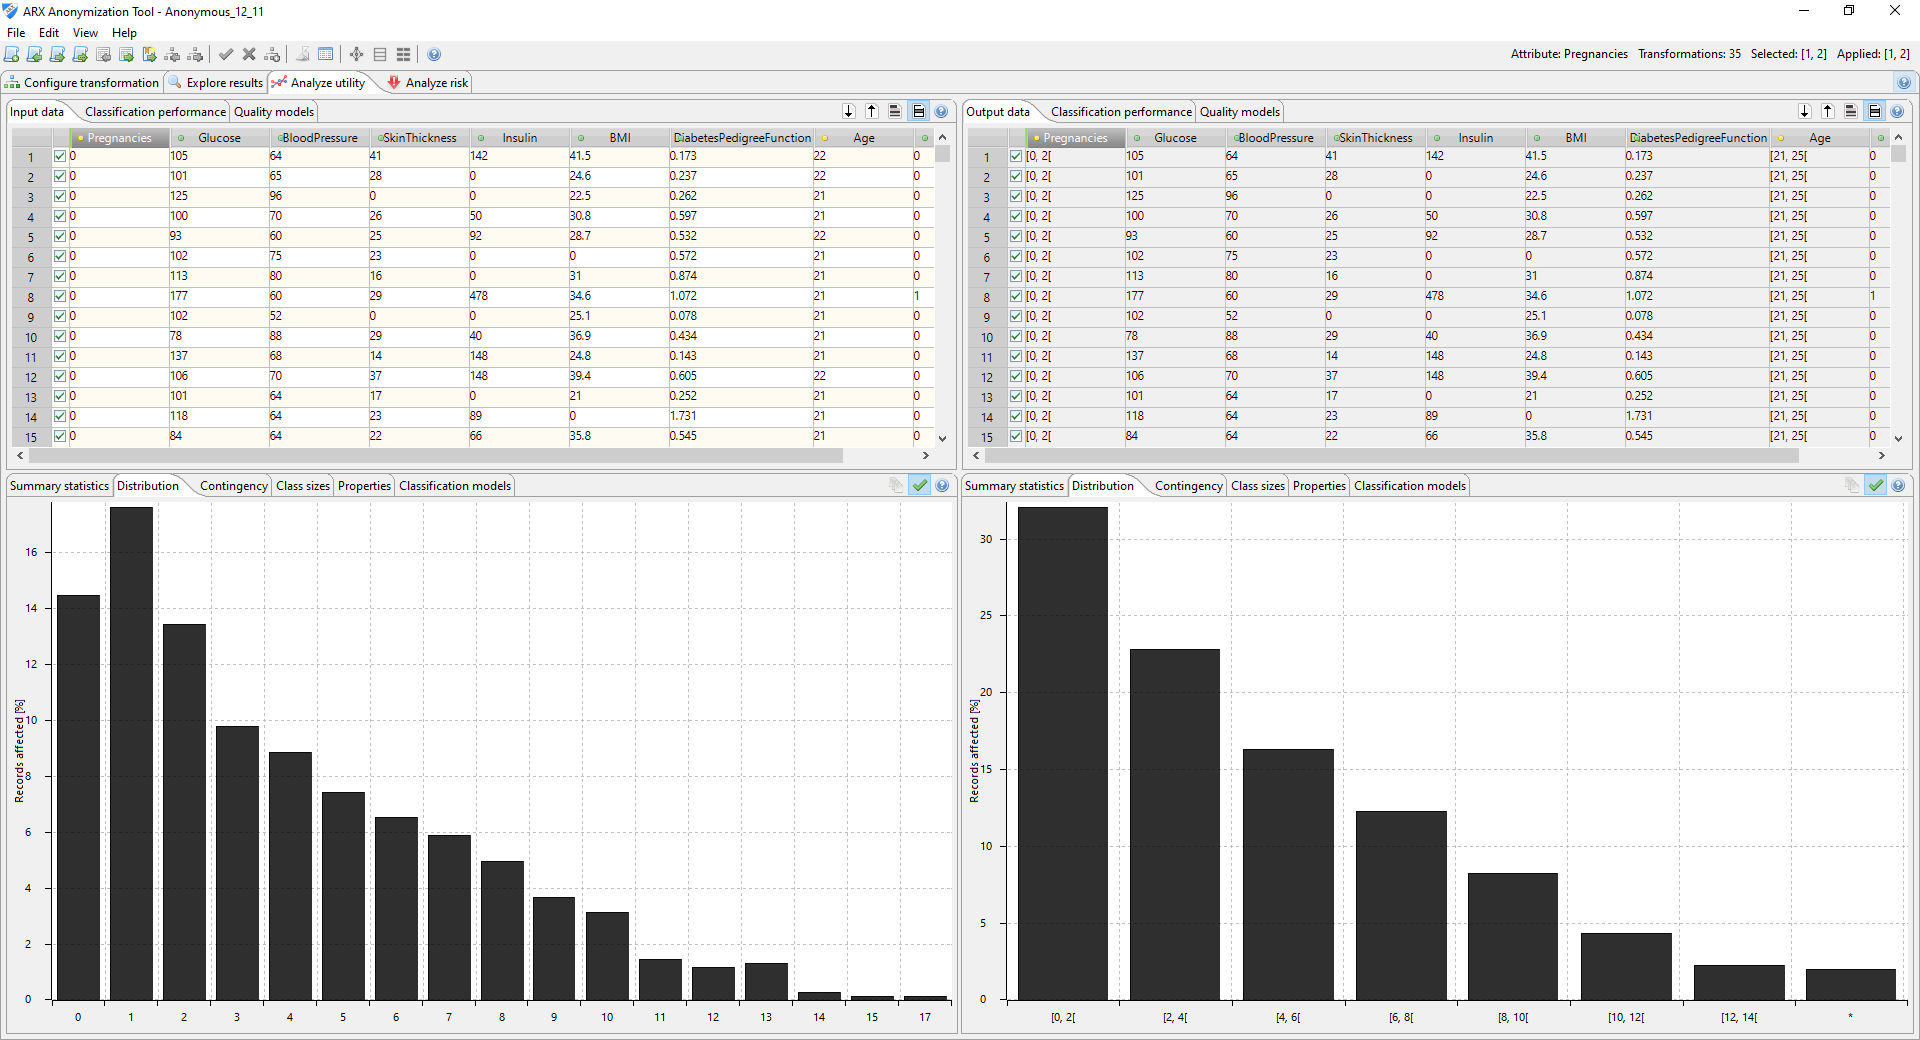 ARX Anonymization Tool - Anonymous_12_11
File Edit View Help
Attribute: Pregnancies Transformations: 35 Selected: [1, 2] Applied: [1, 2]
Configure transformation Explore results Analyze utility Analyze risk
Input data Classification performance Quality models
Pregnancies Glucose BloodPressure SkinThickness Insulin BMI DiabetesPedigreeFunction Age
1 0 105 64 41 142 41.5 0.173 22 0
2 0 101 65 28 0 24.6 0.237 22 0
3 0 125 96 0 0 22.5 0.262 21 0
4 0 100 70 26 50 30.8 0.597 21 0
5 0 93 60 25 92 28.7 0.532 22 0
6 0 102 75 23 0 0 0.572 21 0
7 0 113 80 16 0 31 0.874 21 0
8 0 177 60 29 478 34.6 1.072 21 1
9 0 102 52 0 0 25.1 0.078 21 0
10 0 78 88 29 40 36.9 0.434 21 0
11 0 137 68 14 148 24.8 0.143 21 0
12 0 106 70 37 148 39.4 0.605 22 0
13 0 101 64 17 0 21 0.252 21 0
14 0 118 64 23 89 0 1.731 21 0
15 0 84 64 22 66 35.8 0.545 21 0
Output data Classification performance Quality models
Pregnancies Glucose BloodPressure SkinThickness Insulin BMI DiabetesPedigreeFunction Age
1 [0, 2[ 105 64 41 142 41.5 0.173 [21, 25[ 0
2 [0, 2[ 101 65 28 0 24.6 0.237 [21, 25[ 0
3 [0, 2[ 125 96 0 0 22.5 0.262 [21, 25[ 0
4 [0, 2[ 100 70 26 50 30.8 0.597 [21, 25[ 0
5 [0, 2[ 93 60 25 92 28.7 0.532 [21, 25[ 0
6 [0, 2[ 102 75 23 0 0 0.572 [21, 25[ 0
7 [0, 2[ 113 80 16 0 31 0.874 [21, 25[ 0
8 [0, 2[ 177 60 29 478 34.6 1.072 [21, 25[ 1
9 [0, 2[ 102 52 0 0 25.1 0.078 [21, 25[ 0
10 [0, 2[ 78 88 29 40 36.9 0.434 [21, 25[ 0
11 [0, 2[ 137 68 14 148 24.8 0.143 [21, 25[ 0
12 [0, 2[ 106 70 37 148 39.4 0.605 [21, 25[ 0
13 [0, 2[ 101 64 17 0 21 0.252 [21, 25[ 0
14 [0, 2[ 118 64 23 89 0 1.731 [21, 25[ 0
15 [0, 2[ 84 64 22 66 35.8 0.545 [21, 25[ 0
Summary statistics Distribution Contingency Class sizes Properties Classification models
Records affected [%]
16
14
12
10
8
6
4
2
0
0 1 2 3 4 5 6 7 8 9 10 11 12 13 14 15 17
Summary statistics Distribution Contingency Class sizes Properties Classification models
Records affected [%]
30
25
20
15
10
5
0
[0, 2[ [2, 4[ [4, 6[ [6, 8[ [8, 10[ [10, 12[ [12, 14[ *